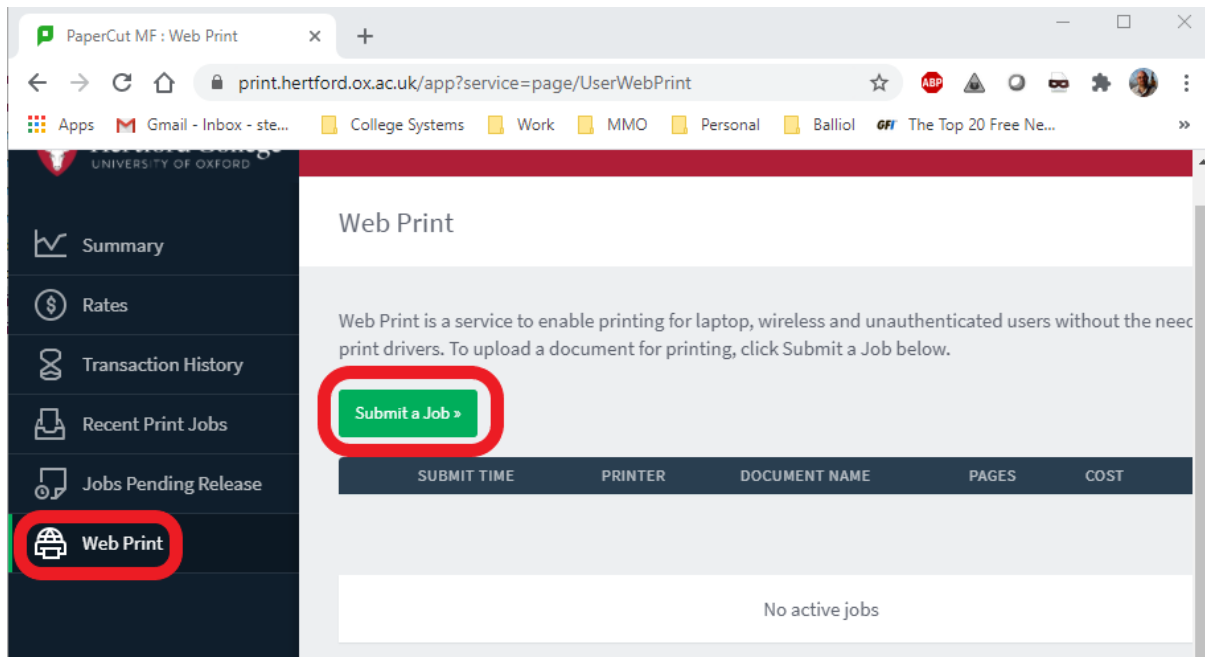 PaperCut MF : Web Print
print.hertford.ox.ac.uk/app?service=page/UserWebPrint
ABP
Apps Gmail - Inbox - ste... College Systems Work MMO Personal Balliol GFI The Top 20 Free Ne... »
Hertford College
UNIVERSITY OF OXFORD
Summary
Rates
Transaction History
Recent Print Jobs
Jobs Pending Release
Web Print
Web Print
Web Print is a service to enable printing for laptop, wireless and unauthenticated users without the need
print drivers. To upload a document for printing, click Submit a Job below.
Submit a Job »
SUBMIT TIME PRINTER DOCUMENT NAME PAGES COST
No active jobs